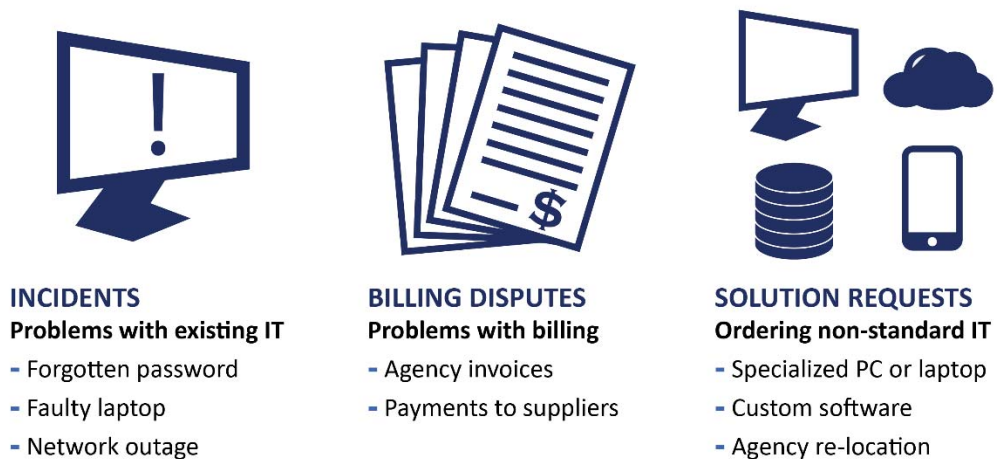 !
$
INCIDENTS
Problems with existing IT
- Forgotten password
- Faulty laptop
- Network outage
BILLING DISPUTES
Problems with billing
- Agency invoices
- Payments to suppliers
SOLUTION REQUESTS
Ordering non-standard IT
- Specialized PC or laptop
- Custom software
- Agency re-location